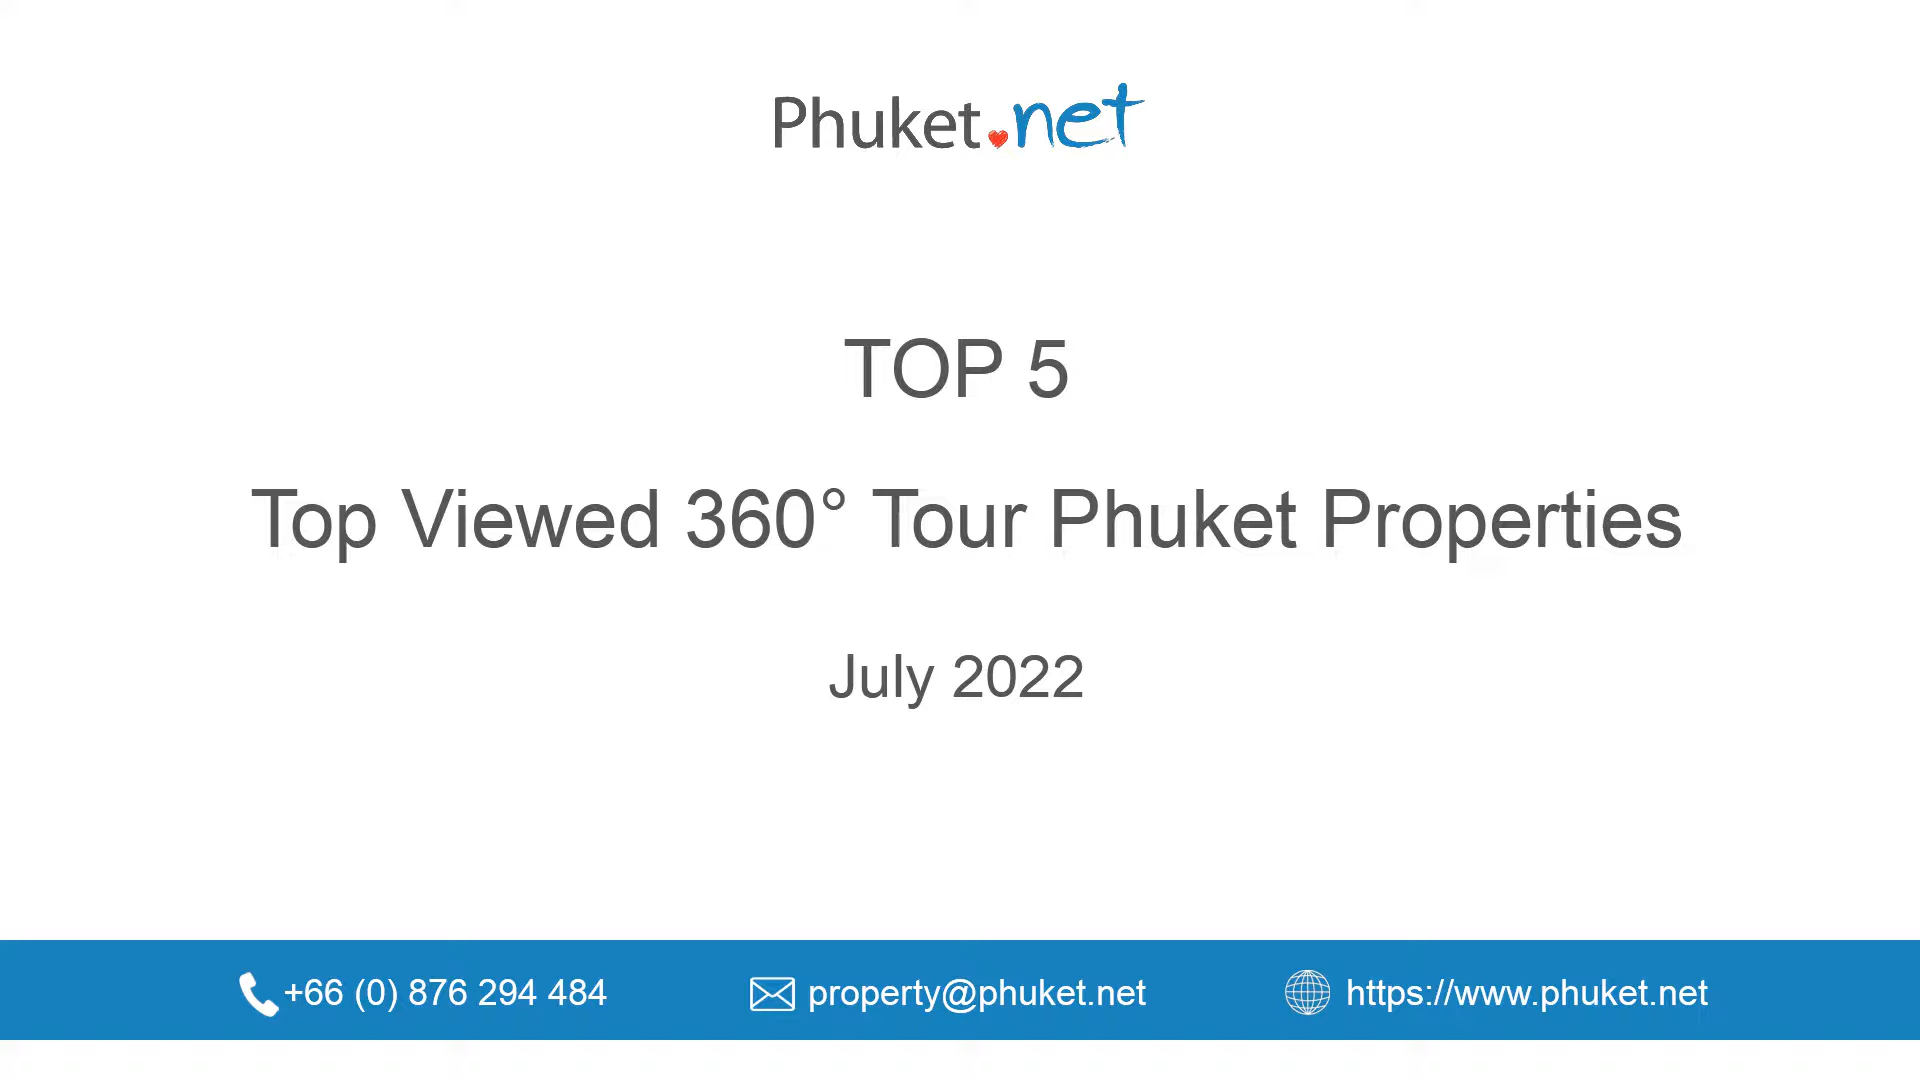 Phuket.net
TOP 5
Top Viewed 360° Tour Phuket Properties
July 2022
+66 (0) 876 294 484
property@phuket.net
https://www.phuket.net